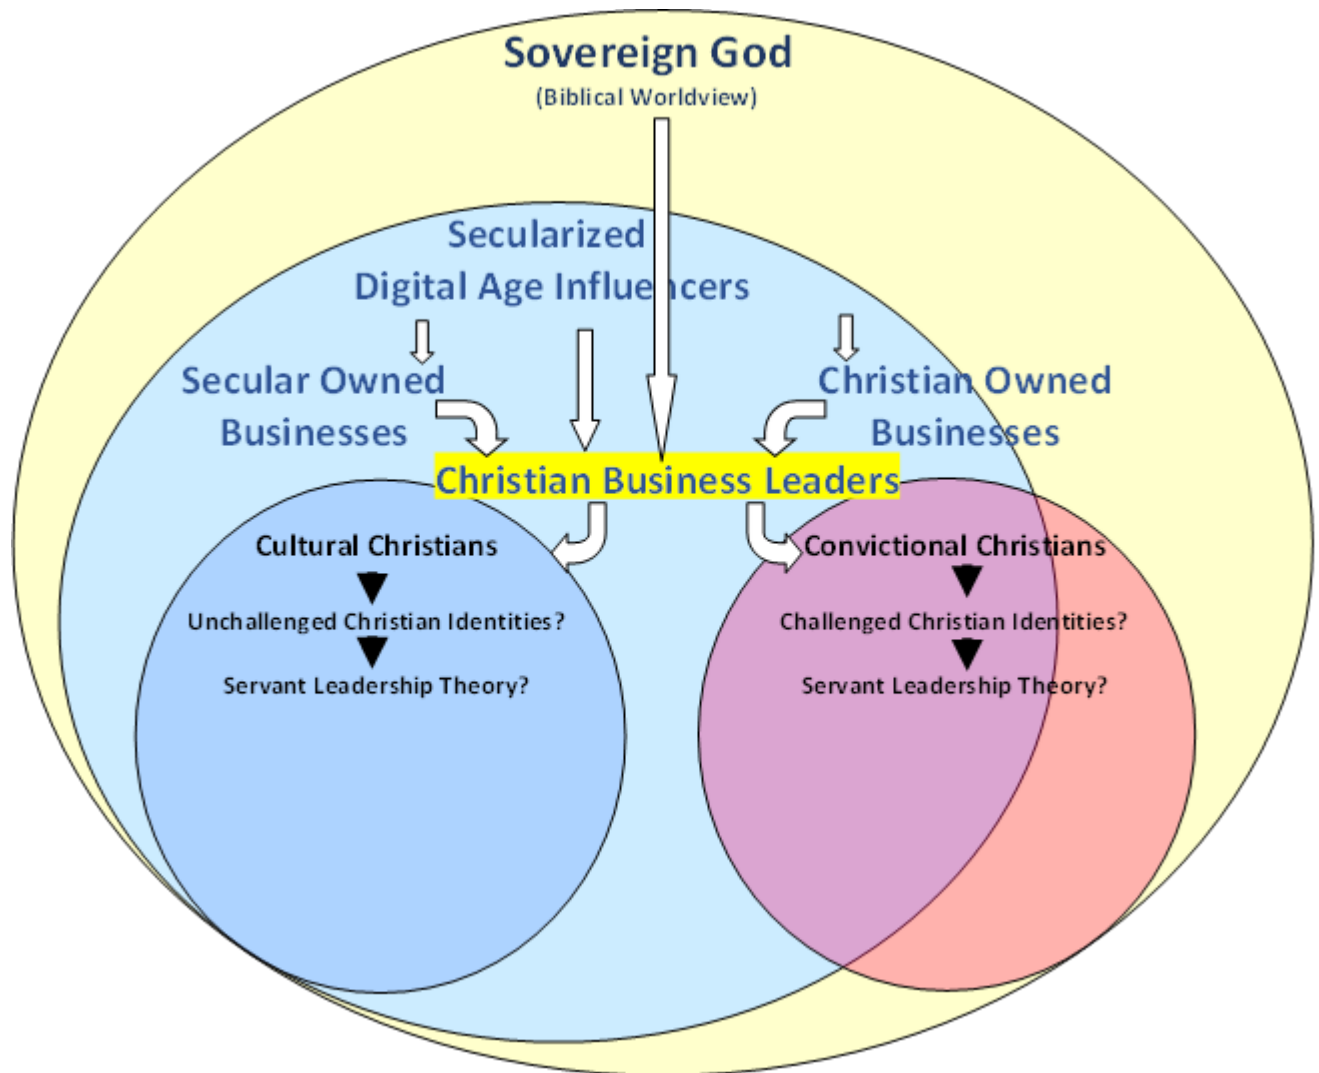 Sovereign God
(Biblical Worldview)
Secularized
Digital Age Influencers
Secular Owned
Businesses
Christian Owned
Businesses
Christian Business Leaders
Cultural Christians
Unchallenged Christian Identities?
Servant Leadership Theory?
Convictional Christians
Challenged Christian Identities?
Servant Leadership Theory?